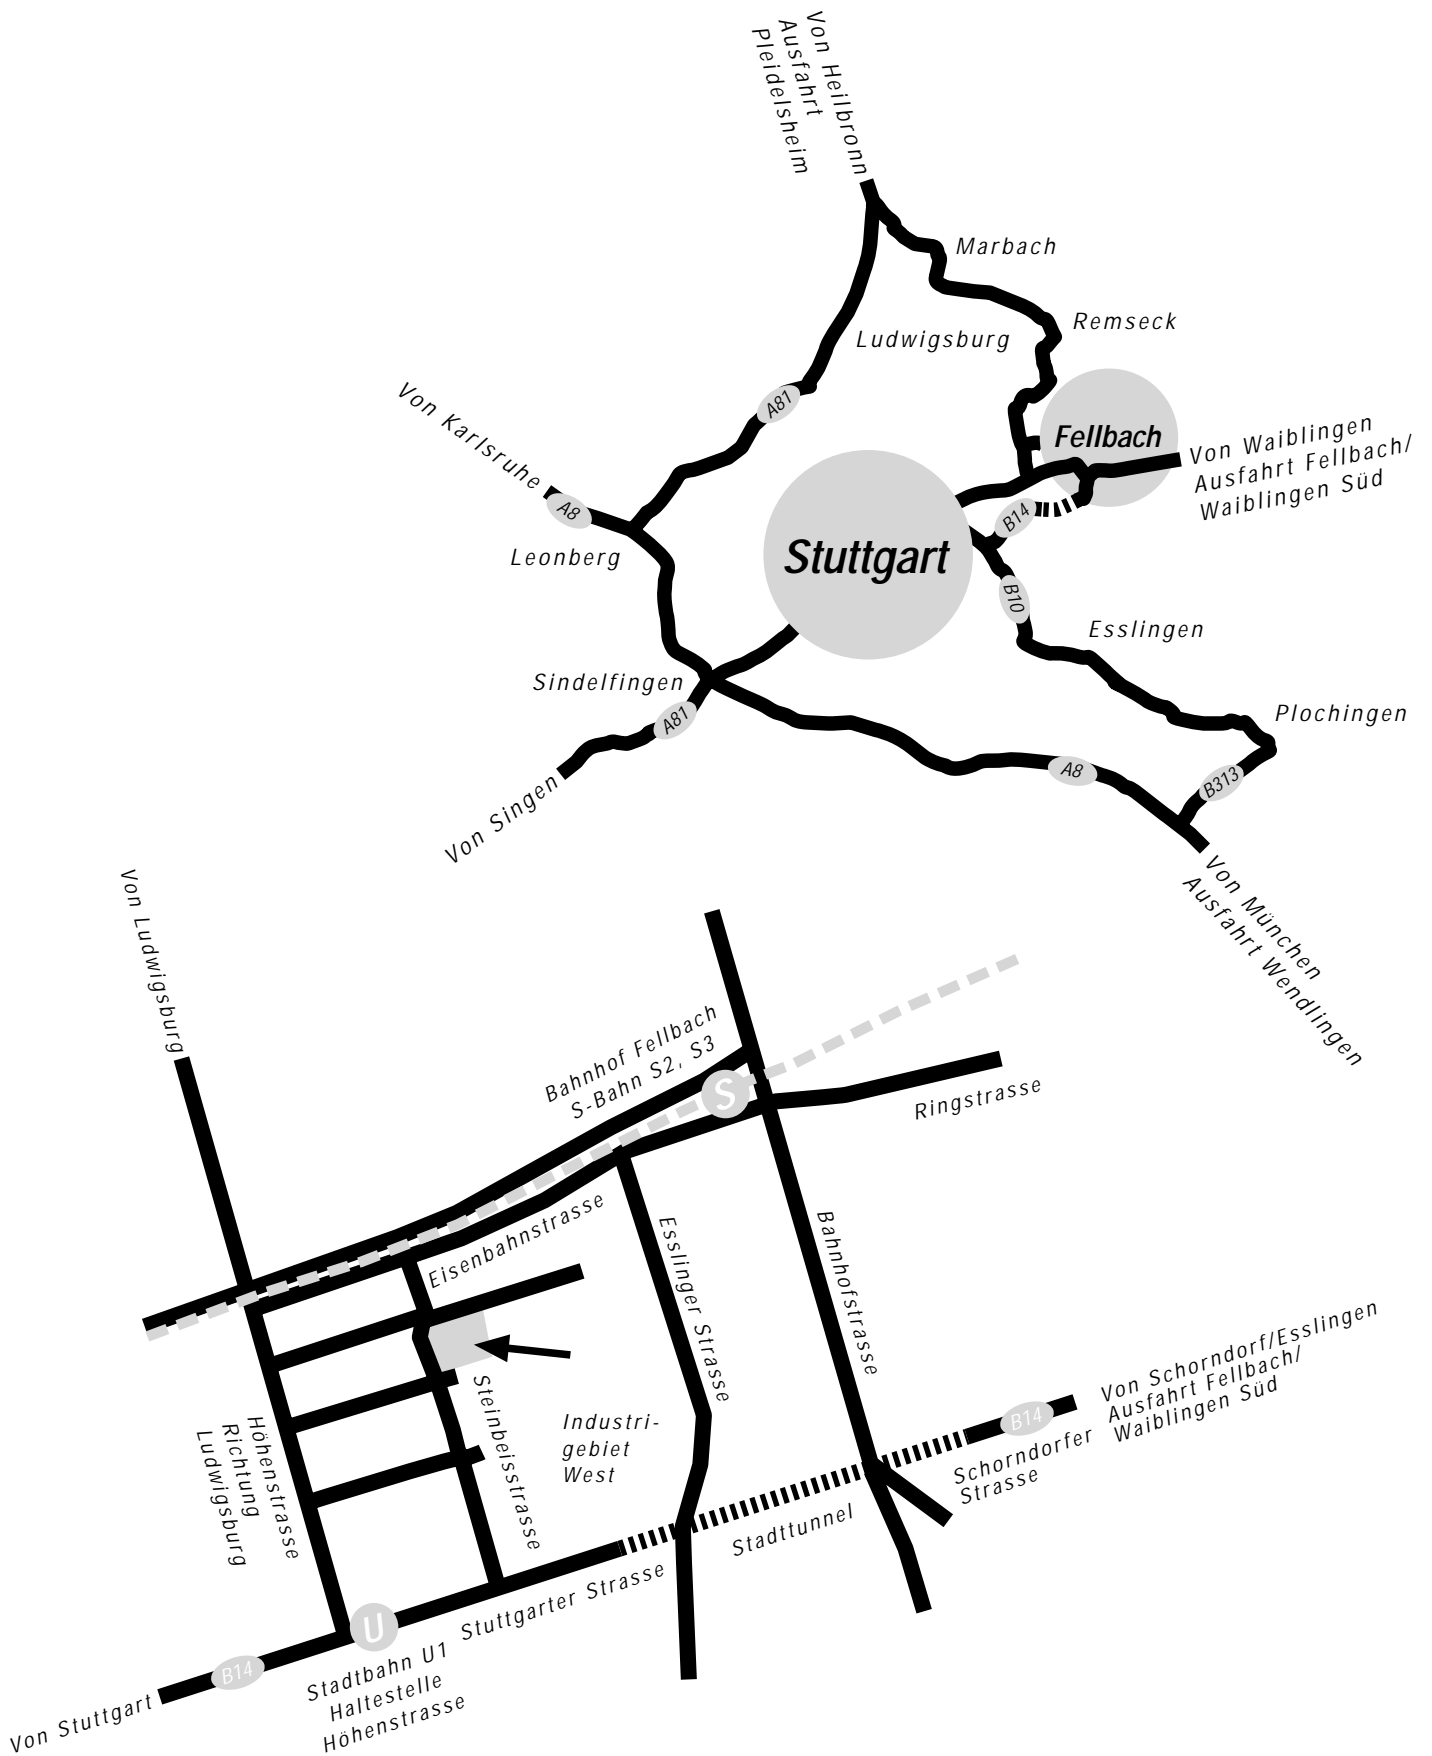 Von Heilbronn
Ausfahrt
Pleidelsheim
Marbach
Remseck
Ludwigsburg
A81
Von Karlsruhe
A8
Leonberg
Fellbach
Von Waiblingen
Ausfahrt Fellbach/
Waiblingen Süd
B14
Stuttgart
B10
Esslingen
Sindelfingen
A81
Plochingen
A8
B313
Von Singen
Von München
Ausfahrt Wendlingen
Von Ludwigsburg
Bahnhof Fellbach
S-Bahn S2, S3
S
Ringstrasse
Eisenbahnstrasse
Esslinger Strasse
Bahnhofstrasse
Steinbeisstrasse
Industri-
gebiet
West
Höhenstrasse
Richtung
Ludwigsburg
Von Schorndorf/Esslingen
Ausfahrt Fellbach/
Waiblingen Süd
B14
Schorndorfer
Strasse
Stadttunnel
Stuttgarter Strasse
U
Stadtbahn U1
Haltestelle
Höhenstrasse
B14
Von Stuttgart